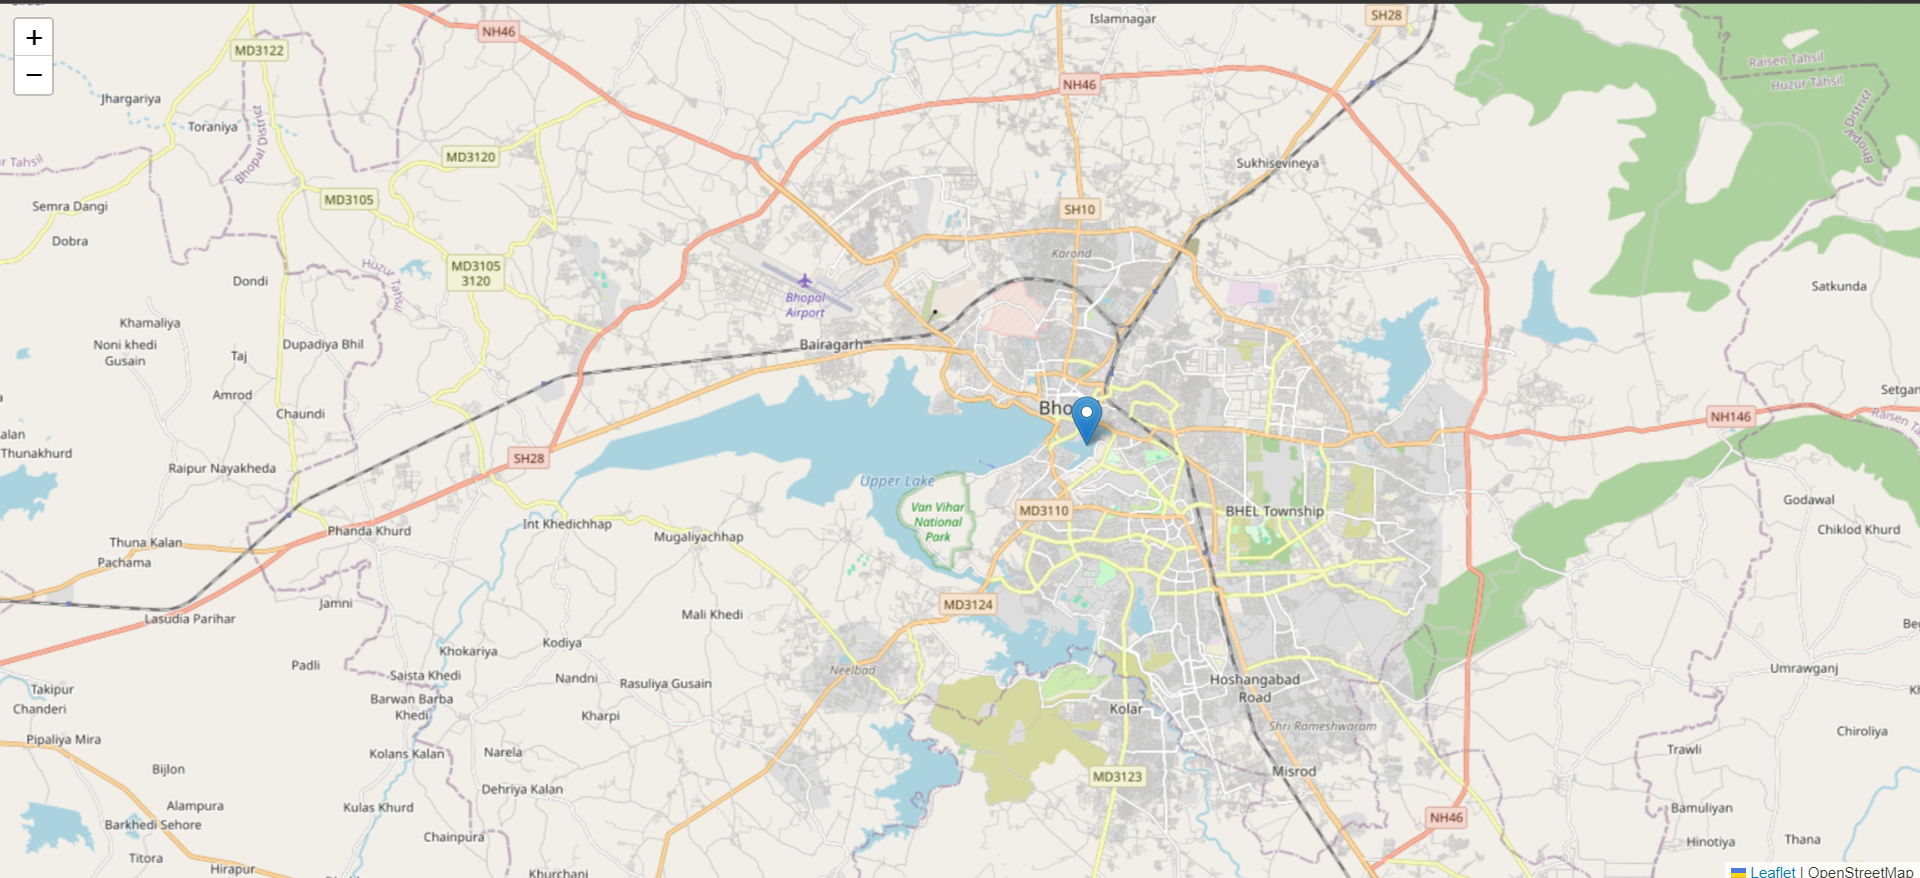 +
−
MD3122
NH46
Islamnagar
SH28
Raisen Tahsil
Huzur Tahsil
Bhopal District
Jhargariya
Toraniya
Bhopal District
NH46
MD3120
Sukhisevineya
Semra Dangi
MD3105
SH10
Dobra
Karond
Huzur Tahsil
MD3105
3120
Dondi
Bhopal
Airport
Satkunda
Khamaliya
Noni khedi
Gusain
Taj
Dupadiya Bhil
Bairagarh
Amrod
Chaundi
Bho
NH146
Thunakhurd
Raipur Nayakheda
SH28
Upper Lake
Van Vihar
National
Park
MD3110
BHEL Township
Godawal
Chiklod Khurd
Int Khedichhap
Phanda Khurd
Mugaliyachhap
Thuna Kalan
Pachama
Jamni
MD3124
Lasudia Parihar
Mali Khedi
Kodiya
Khokariya
Padli
Saista Khedi
Nandni
Rasuliya Gusain
Neelbad
Hoshangabad
Road
Umrawganj
Takipur
Chanderi
Barwan Barba
Khedi
Kharpi
Kolar
Shri Rameshwaram
Chiroliya
Pipaliya Mira
Kolans Kalan
Narela
Trawli
Bijlon
MD3123
Misrod
Dehriya Kalan
Alampura
Kulas Khurd
Barkhedi Sehore
Chainpura
NH46
Bamuliyan
Hinotiya
Thana
Titora
Hirapur
Khurchani
Leaflet | OpenStreetMap